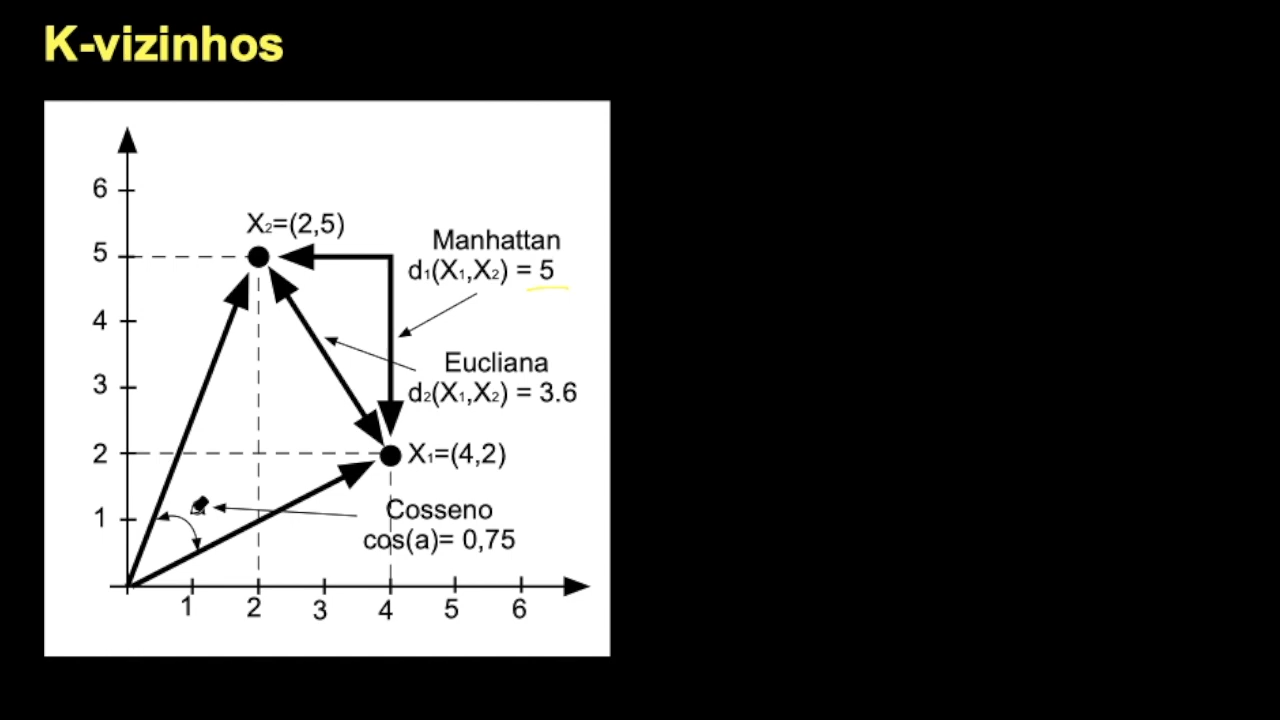 K-vizinhos
6
X₂=(2,5)
5
Manhattan
d₁(X₁,X₂) = 5
4
Eucliana
3
d₂(X₁,X₂) = 3.6
2
X₁=(4,2)
1
Cosseno
cos(a)= 0,75
1 2 3 4 5 6